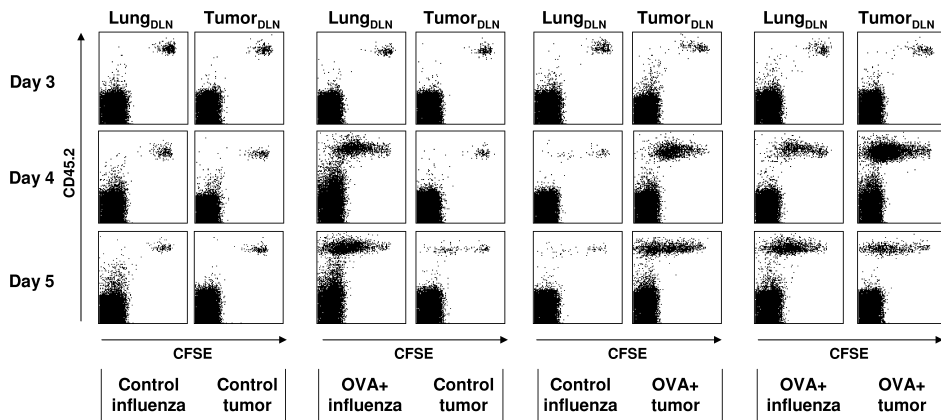 Lung_DLN Tumor_DLN Lung_DLN Tumor_DLN Lung_DLN Tumor_DLN Lung_DLN Tumor_DLN
Day 3
Day 4
Day 5
CD45.2
CFSE CFSE CFSE CFSE
Control Control OVA+ Control Control OVA+ OVA+ OVA+
influenza tumor influenza tumor influenza tumor influenza tumor